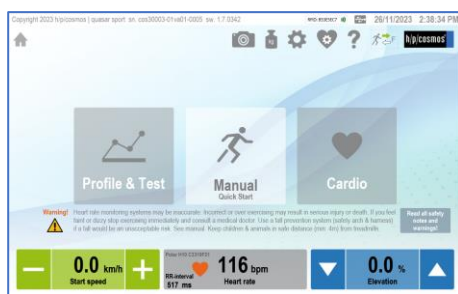 Copyright 2023 h/p/cosmos | quasar sport sn. cos30003-01va01-0005 sw. 1.7.0342
26/11/2023 2:38:34 PM
kg
?
h/p/cosmos
Profile & Test
Manual
Quick Start
Cardio
Warning! Heart rate monitoring systems may be inaccurate. Incorrect or over exercising may result in serious injury or death. If you feel
faint or dizzy stop exercising immediately and consult a medical doctor. Use a fall prevention system (safety arch & harness)
if a fall would be an unacceptable risk. See manual. Keep children & animals in safe distance (min. 4m) from treadmills.
Read all safety
notes and
warnings!
0.0 km/h
Start speed
RR-interval
517 ms
116 bpm
Heart rate
0.0 %
Elevation